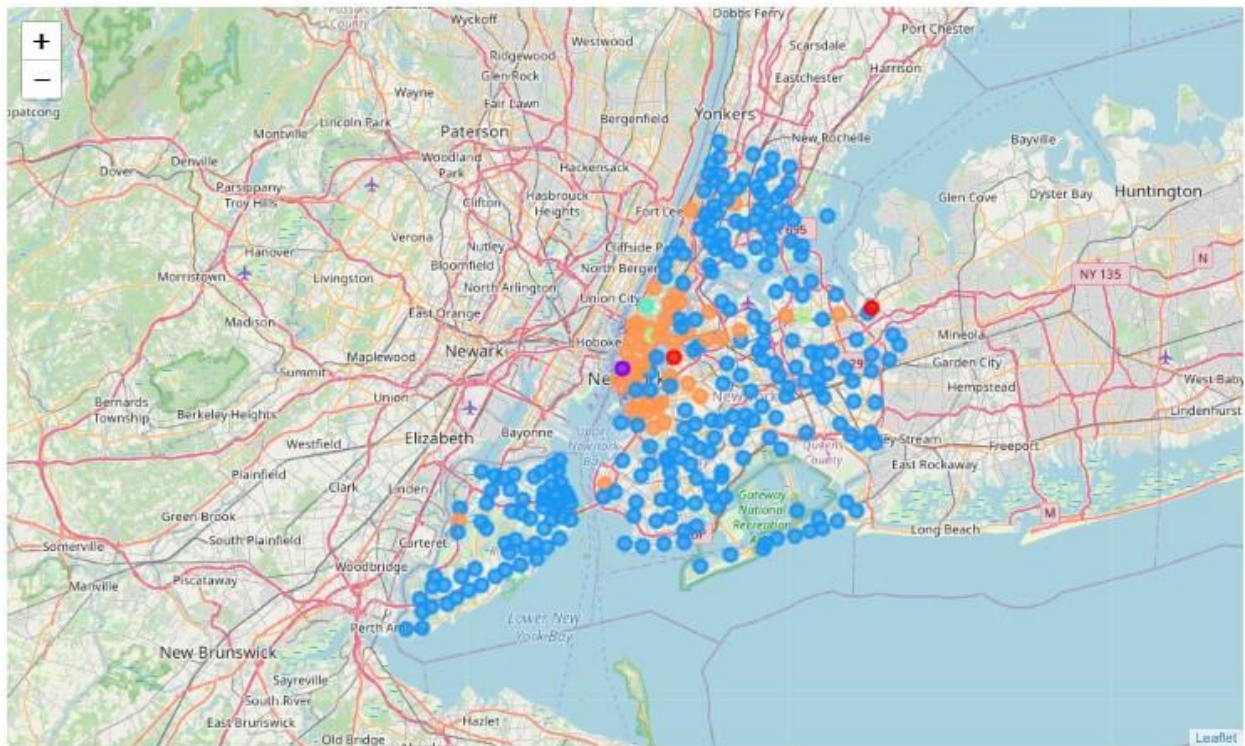 Dobbs Ferry
Wyckoff
Port Chester
Westwood
Scarsdale
Ridgewood
Glen Rock
Eastchester
Harrison
Wayne
Fair Lawn
Yonkers
Lincoln Park
Bergenfield
Paterson
New Rochelle
Montville
Bayville
Denville
Woodland
Park
Hackensack
Dover
Parsippany-
Troy Hills
Hasbrouck
Heights
Glen Cove
Oyster Bay
Huntington
Clifton
Fort Lee
Verona
Nutley
Cliffside P
Hanover
Bloomfield
North Bergen
N
Morristown
Livingston
North Arlington
NY 135
Union City
East Orange
Madison
Mineola
Hoboke
Newark
Maplewood
Garden City
Summit
Ne
West Baby
Bernards
Township
Berkeley Heights
Union
Hempstead
Lindenhurst
Elizabeth
Bayonne
Upper
New York
Bay
Queens
County
ey Stream
Freeport
Westfield
East Rockaway
Plainfield
Clark
Linden
Gateway
National
Recreation
Green Brook
M
Long Beach
South Plainfield
Carteret
Somerville
Woodbridge
Piscataway
Manville
Lower New
York Bay
Perth Am
New Brunswick
Sayreville
South River
East Brunswick
Hazlet
Old Bridge
Leaflet
+
−